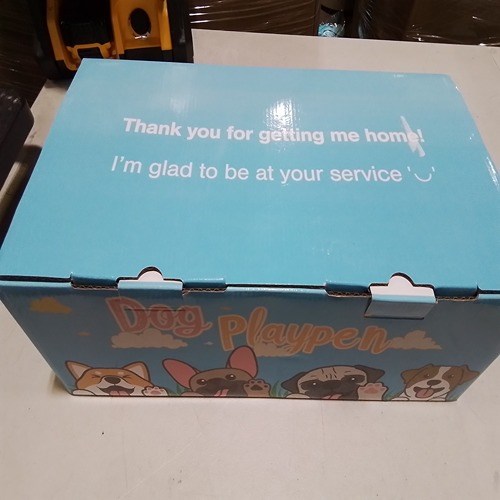 Thank you for getting me home!
I'm glad to be at your service '◡'
Dog Playpen